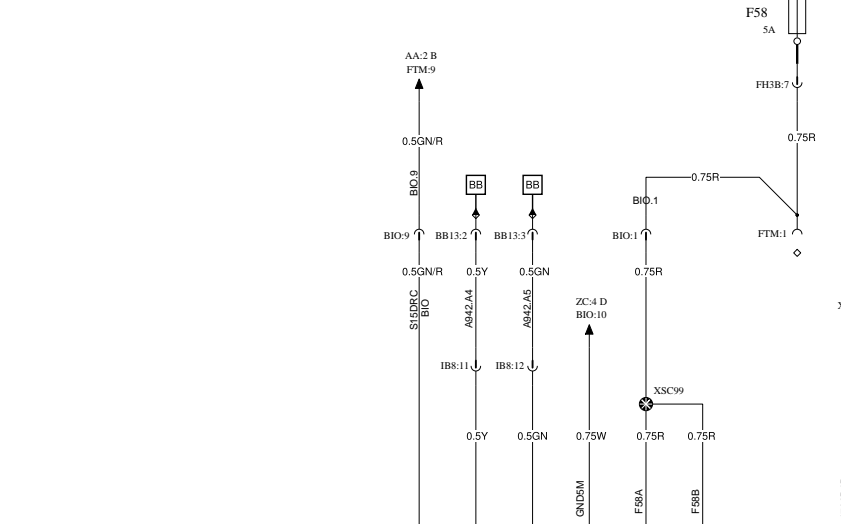 F58
5A
AA:2 B
FTM:9
FH3B:7
0.5GN/R
0.75R
BIO.9
BB
BB
0.75R
BIO.1
BIO:9
BB13:2
BB13:3
BIO:1
FTM:1
0.5GN/R
0.5Y
0.5GN
0.75R
S15DRC
BIO
A942.A4
A942.A5
ZC:4 D
BIO:10
IB8:11
IB8:12
XSC99
0.5Y
0.5GN
0.75W
0.75R
0.75R
GND5M
F58A
F58B